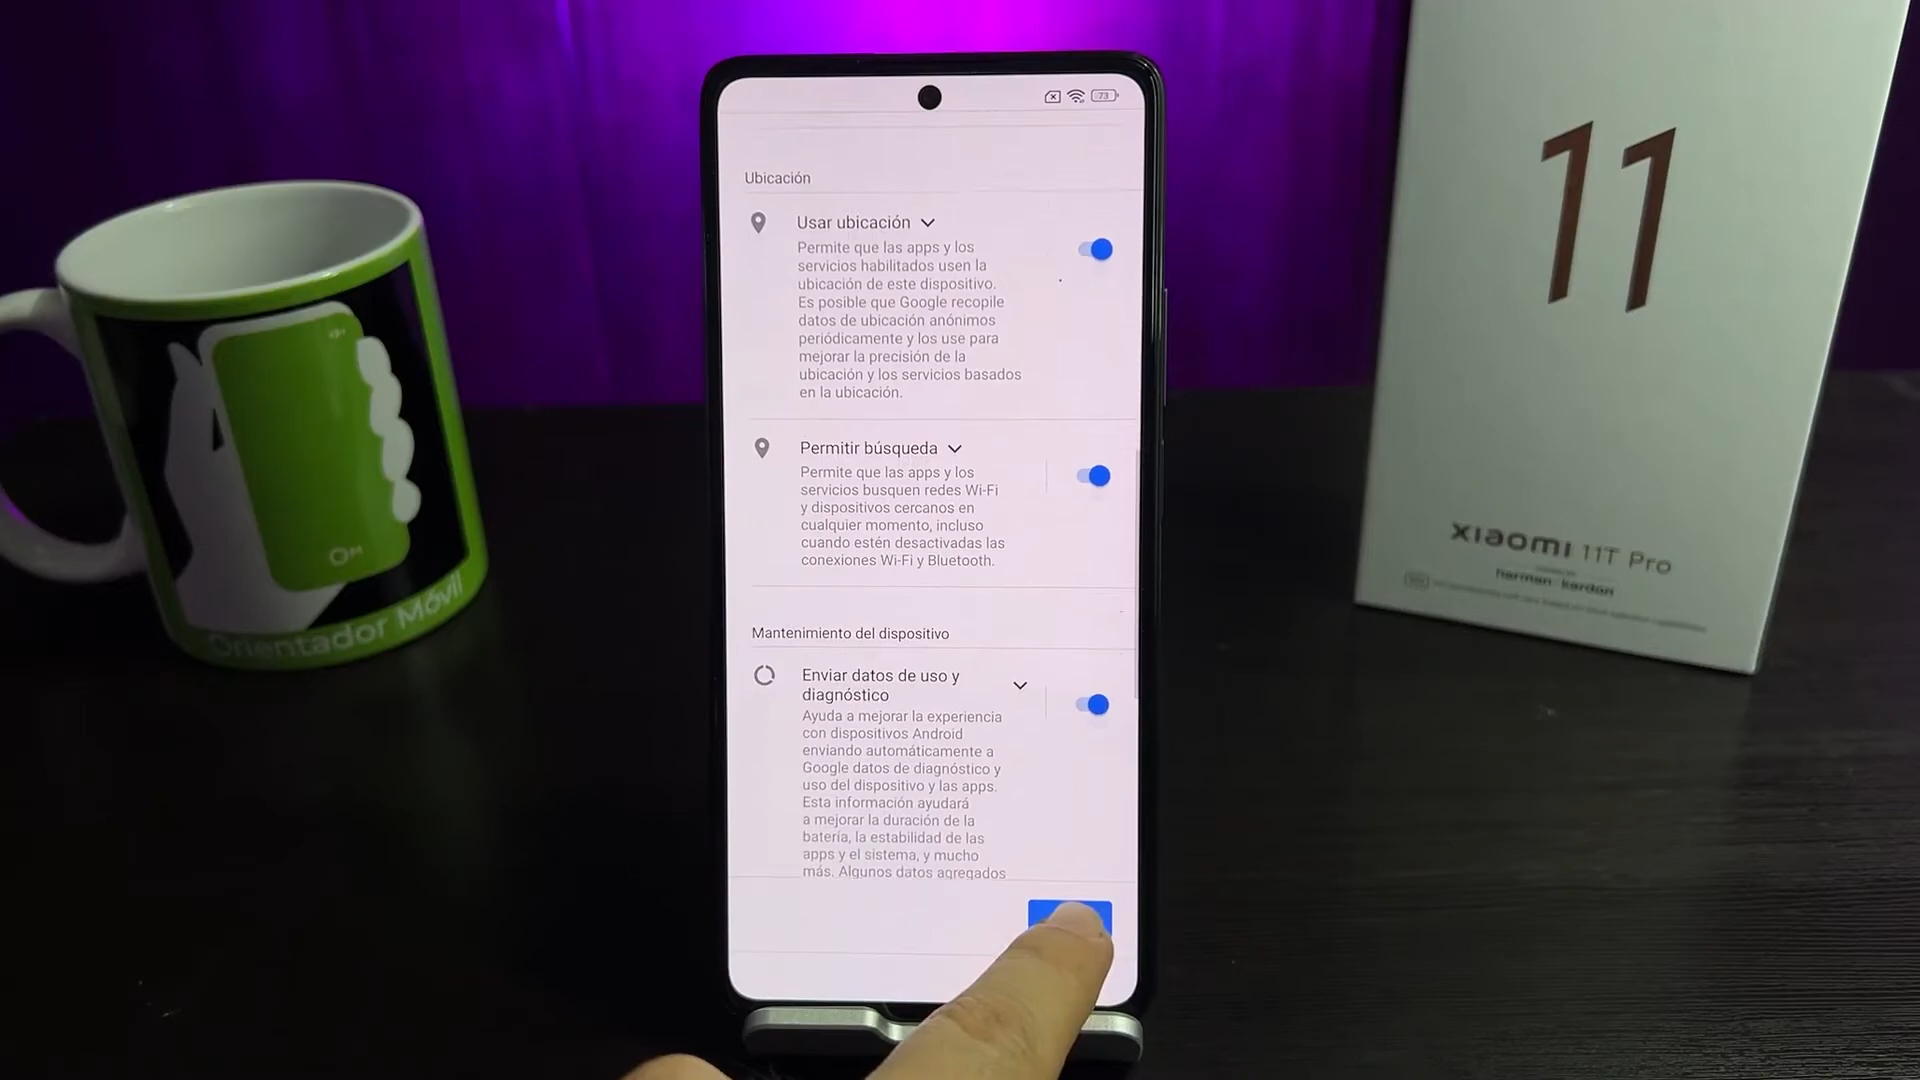 73
Ubicación
Usar ubicación
Permite que las apps y los
servicios habilitados usen la
ubicación de este dispositivo.
Es posible que Google recopile
datos de ubicación anónimos
periódicamente y los use para
mejorar la precisión de la
ubicación y los servicios basados
en la ubicación.
Permitir búsqueda
Permite que las apps y los
servicios busquen redes Wi-Fi
y dispositivos cercanos en
cualquier momento, incluso
cuando estén desactivadas las
conexiones Wi-Fi y Bluetooth.
Mantenimiento del dispositivo
Enviar datos de uso y
diagnóstico
Ayuda a mejorar la experiencia
con dispositivos Android
enviando automáticamente a
Google datos de diagnóstico y
uso del dispositivo y las apps.
Esta información ayudará
a mejorar la duración de la
batería, la estabilidad de las
apps y el sistema, y mucho
más. Algunos datos agregados
OM
Orientador Móvil
11
xiaomi 11T Pro
harman kardon